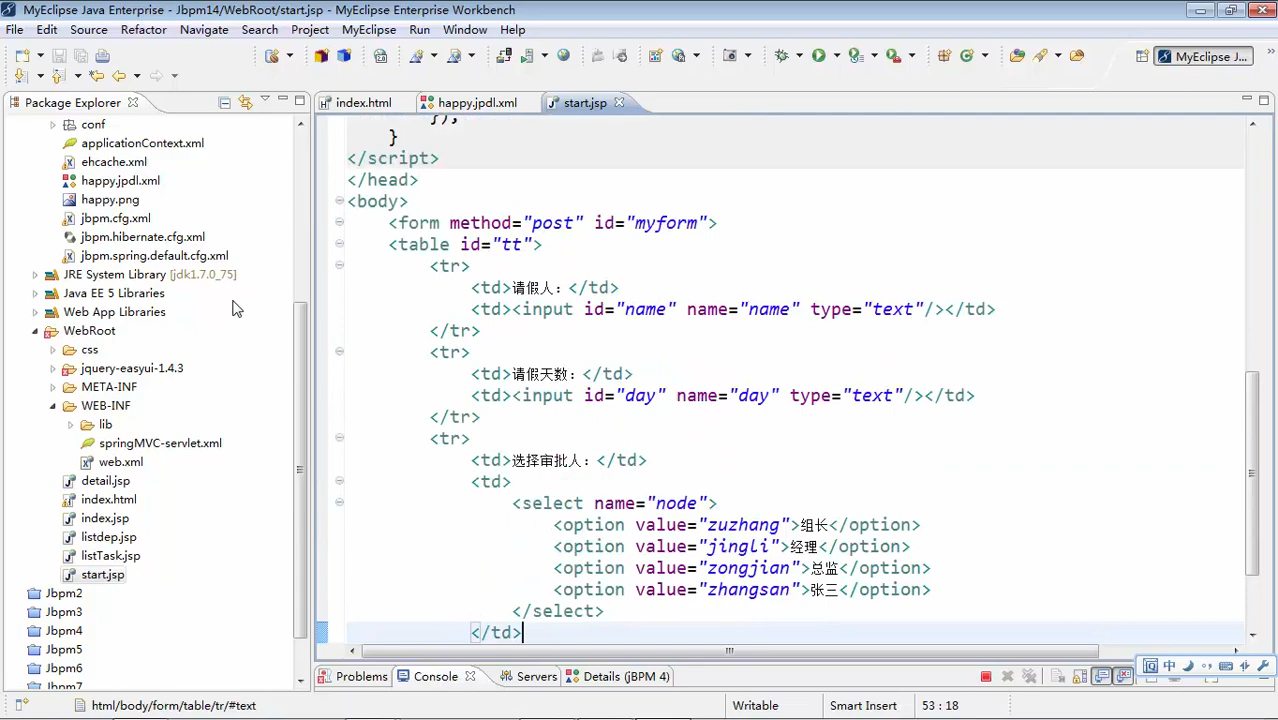 MyEclipse Java Enterprise - Jbpm14/WebRoot/start.jsp - MyEclipse Enterprise Workbench
File Edit Source Refactor Navigate Search Project MyEclipse Run Window Help
MyEclipse J...
Package Explorer
index.html happy.jpdl.xml start.jsp
conf
applicationContext.xml
ehcache.xml
happy.jpdl.xml
happy.png
jbpm.cfg.xml
jbpm.hibernate.cfg.xml
jbpm.spring.default.cfg.xml
JRE System Library [jdk1.7.0_75]
Java EE 5 Libraries
Web App Libraries
WebRoot
css
jquery-easyui-1.4.3
META-INF
WEB-INF
lib
springMVC-servlet.xml
web.xml
detail.jsp
index.html
index.jsp
listdep.jsp
listTask.jsp
start.jsp
Jbpm2
Jbpm3
Jbpm4
Jbpm5
Jbpm6
Jbpm7
});
}
</script>
</head>
<body>
<form method="post" id="myform">
<table id="tt">
<tr>
<td>请假人：</td>
<td><input id="name" name="name" type="text"/></td>
</tr>
<tr>
<td>请假天数：</td>
<td><input id="day" name="day" type="text"/></td>
</tr>
<tr>
<td>选择审批人：</td>
<td>
<select name="node">
<option value="zuzhang">组长</option>
<option value="jingli">经理</option>
<option value="zongjian">总监</option>
<option value="zhangsan">张三</option>
</select>
</td>
中
Problems Console Servers Details (jBPM 4)
html/body/form/table/tr/#text Writable Smart Insert 53 : 18